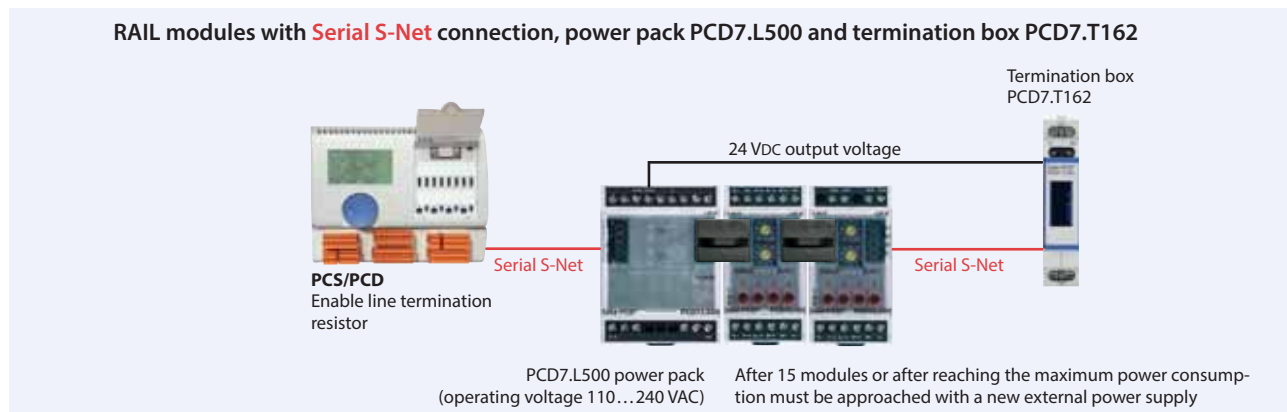 RAIL modules with Serial S-Net connection, power pack PCD7.L500 and termination box PCD7.T162
Termination box
PCD7.T162
24 VDC output voltage
Serial S-Net
Serial S-Net
PCS/PCD
Enable line termination
resistor
PCD7.L500 power pack
(operating voltage 110…240 VAC)
After 15 modules or after reaching the maximum power consump-
tion must be approached with a new external power supply